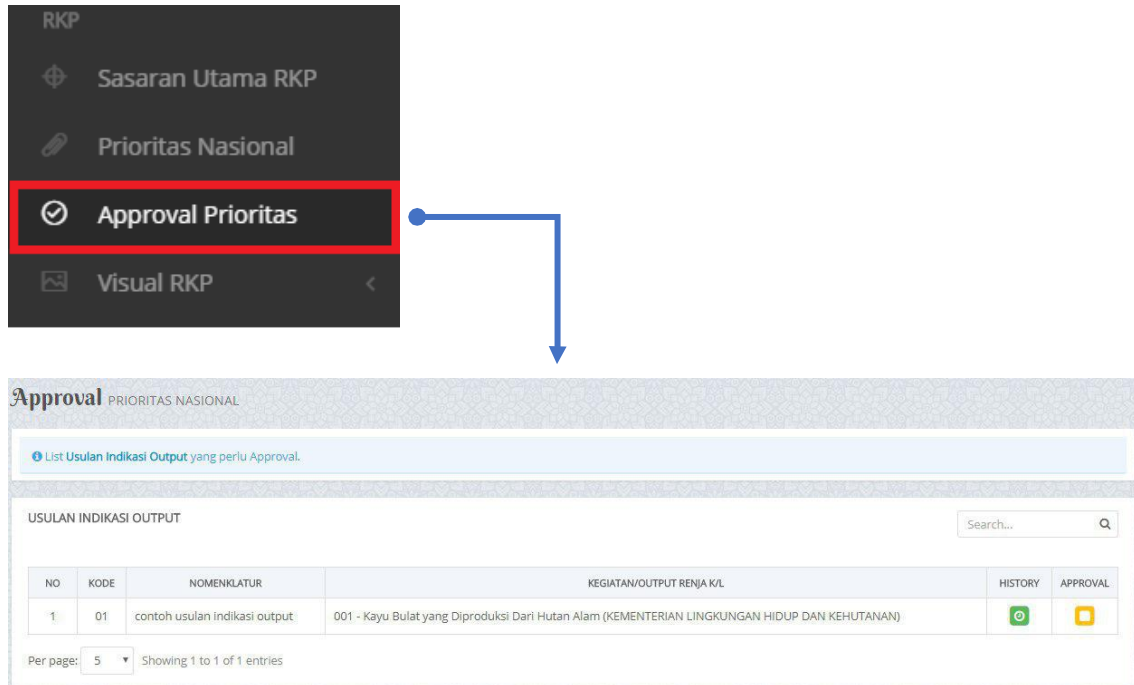 RKP
Sasaran Utama RKP
Prioritas Nasional
Approval Prioritas
Visual RKP
Approval PRIORITAS NASIONAL
List Usulan Indikasi Output yang perlu Approval.
USULAN INDIKASI OUTPUT
Search...
NO KODE NOMENKLATUR KEGIATAN/OUTPUT RENJA K/L HISTORY APPROVAL
1 01 contoh usulan indikasi output 001 - Kayu Bulat yang Diproduksi Dari Hutan Alam (KEMENTERIAN LINGKUNGAN HIDUP DAN KEHUTANAN)
Per page: 5 Showing 1 to 1 of 1 entries